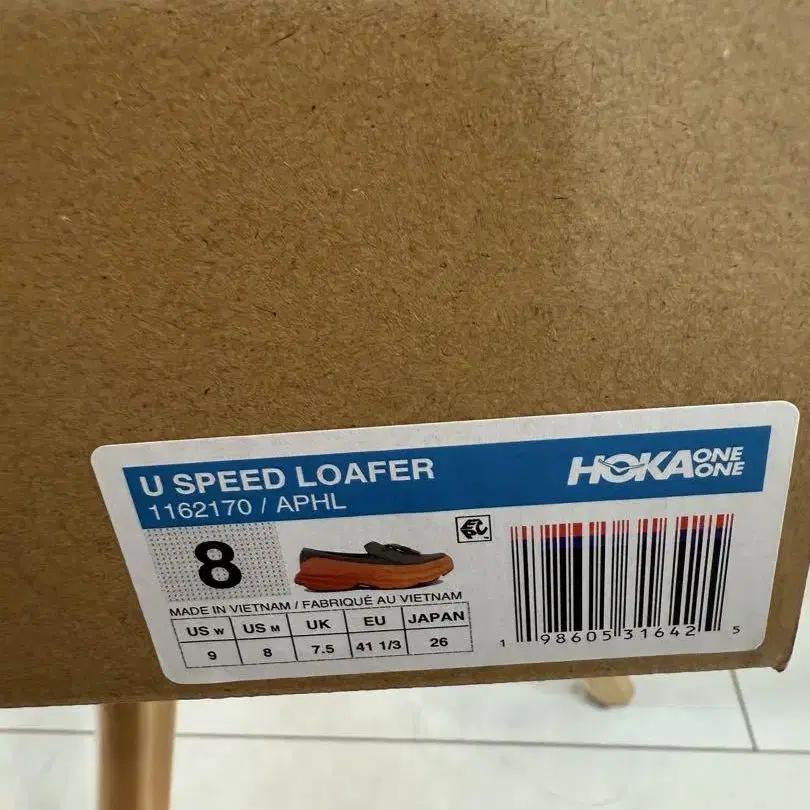 U SPEED LOAFER
1162170 / APHL
HOKA ONE ONE
8
EPC
MADE IN VIETNAM / FABRIQUÉ AU VIETNAM
US W US M UK EU JAPAN
9 8 7.5 41 1/3 26
1 98605 31642 5